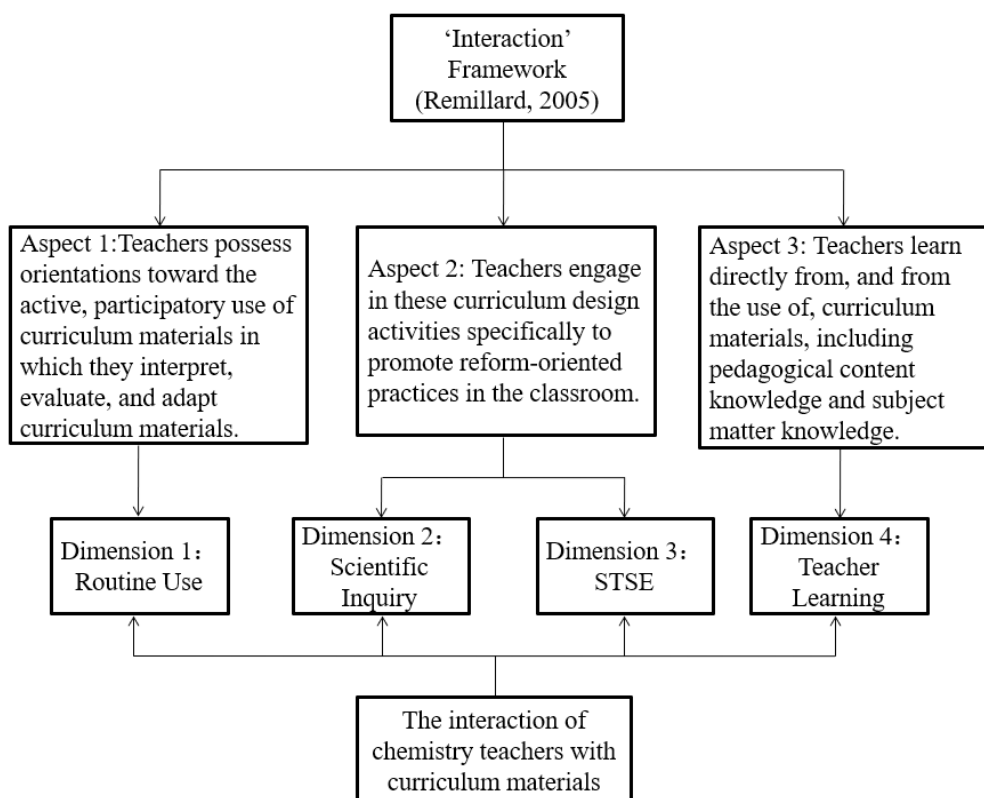 ‘Interaction’
Framework
(Remillard, 2005)
Aspect 1:Teachers possess
orientations toward the
active, participatory use of
curriculum materials in
which they interpret,
evaluate, and adapt
curriculum materials.
Aspect 2: Teachers engage
in these curriculum design
activities specifically to
promote reform-oriented
practices in the classroom.
Aspect 3: Teachers learn
directly from, and from
the use of, curriculum
materials, including
pedagogical content
knowledge and subject
matter knowledge.
Dimension 1：
Routine Use
Dimension 2：
Scientific
Inquiry
Dimension 3：
STSE
Dimension 4：
Teacher
Learning
The interaction of
chemistry teachers with
curriculum materials